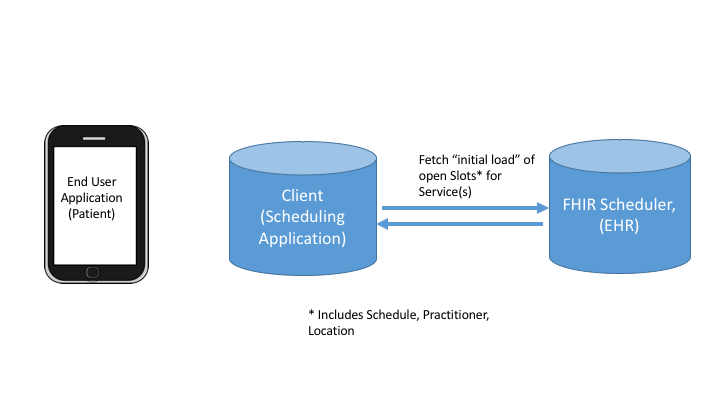 End User
Application
(Patient)
Client
(Scheduling
Application)
Fetch “initial load” of
open Slots* for
Service(s)
FHIR Scheduler,
(EHR)
* Includes Schedule, Practitioner,
Location